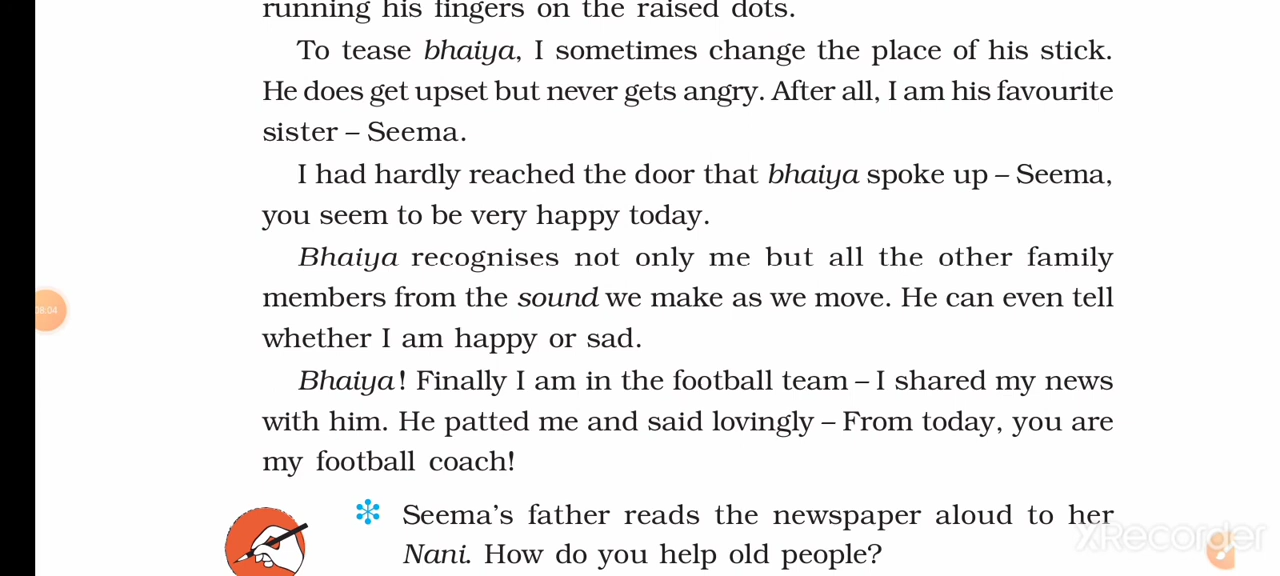 running his fingers on the raised dots.
To tease bhaiya, I sometimes change the place of his stick.
He does get upset but never gets angry. After all, I am his favourite
sister – Seema.
I had hardly reached the door that bhaiya spoke up – Seema,
you seem to be very happy today.
Bhaiya recognises not only me but all the other family
members from the sound we make as we move. He can even tell
whether I am happy or sad.
Bhaiya! Finally I am in the football team – I shared my news
with him. He patted me and said lovingly – From today, you are
my football coach!
Seema's father reads the newspaper aloud to her
Nani. How do you help old people?
08:04
XRecorder